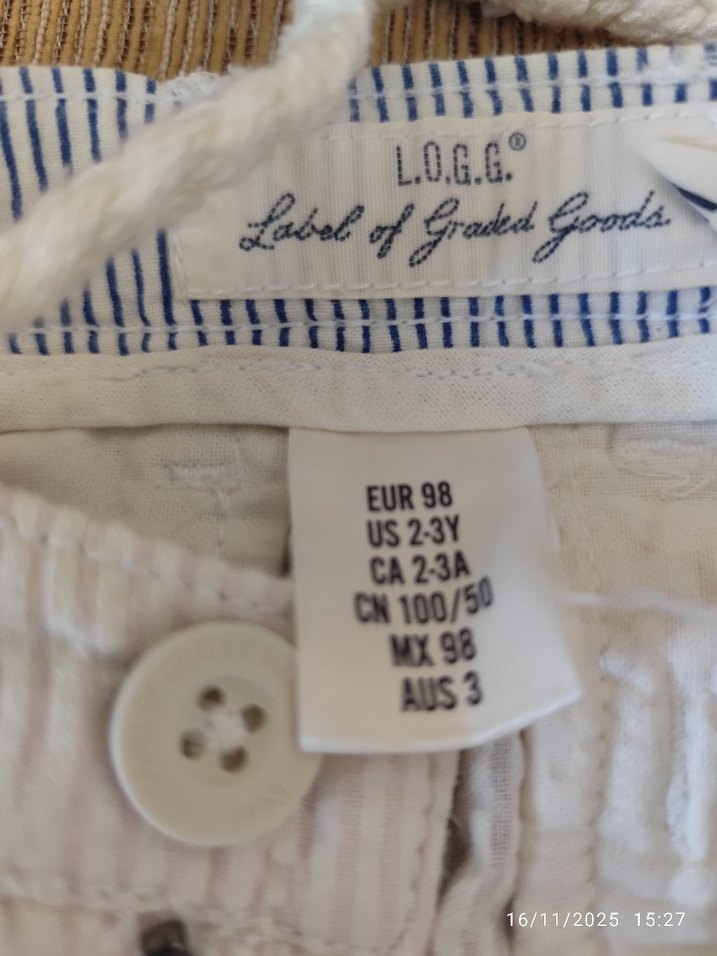 L.O.G.G.®
Label of Graded Goods
EUR 98
US 2-3Y
CA 2-3A
CN 100/50
MX 98
AUS 3
16/11/2025 15:27